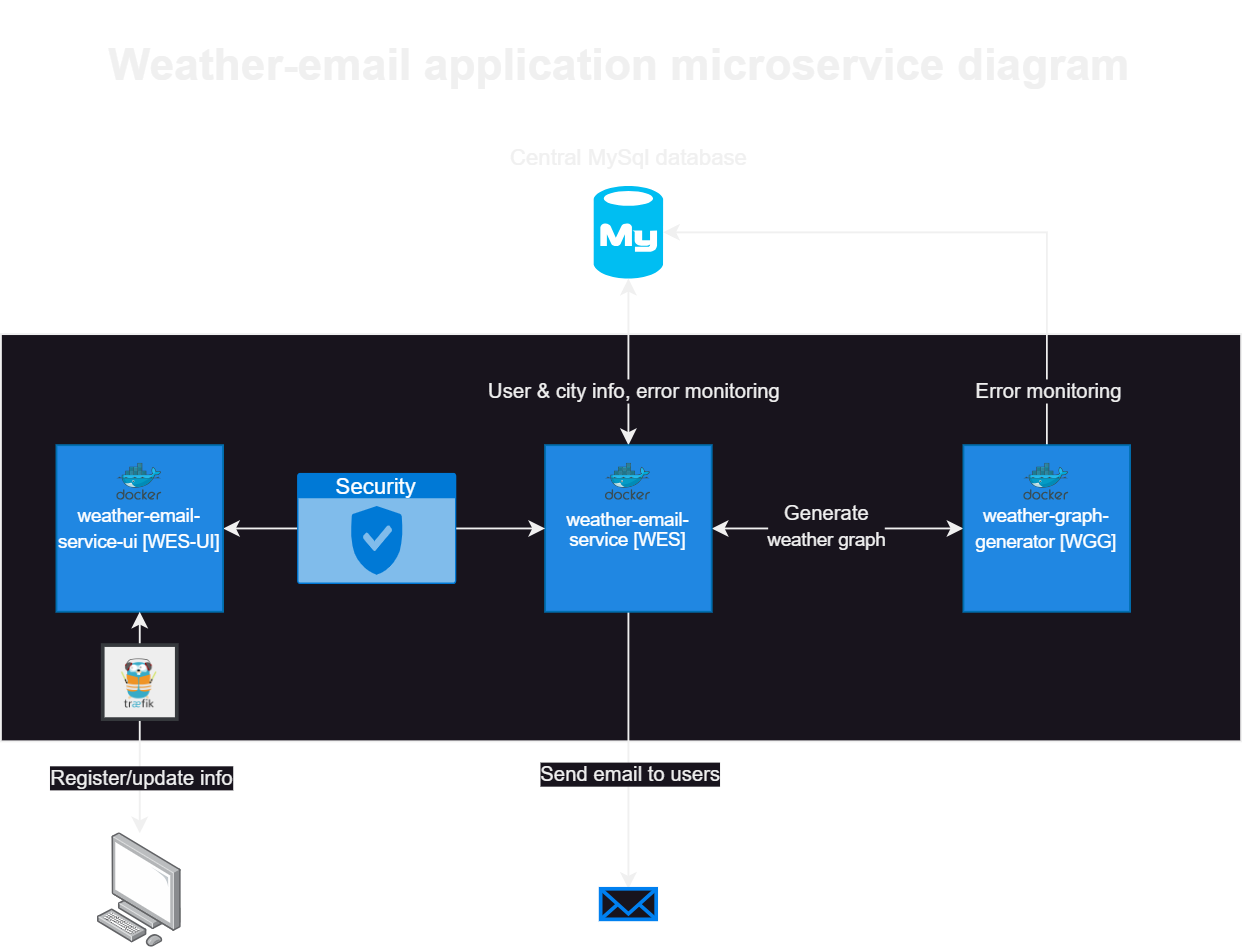 Weather-email application microservice diagram
Central MySql database
My
User & city info, error monitoring
Error monitoring
docker
weather-email-
service-ui [WES-UI]
Security
docker
weather-email-
service [WES]
Generate
weather graph
docker
weather-graph-
generator [WGG]
træfik
Register/update info
Send email to users